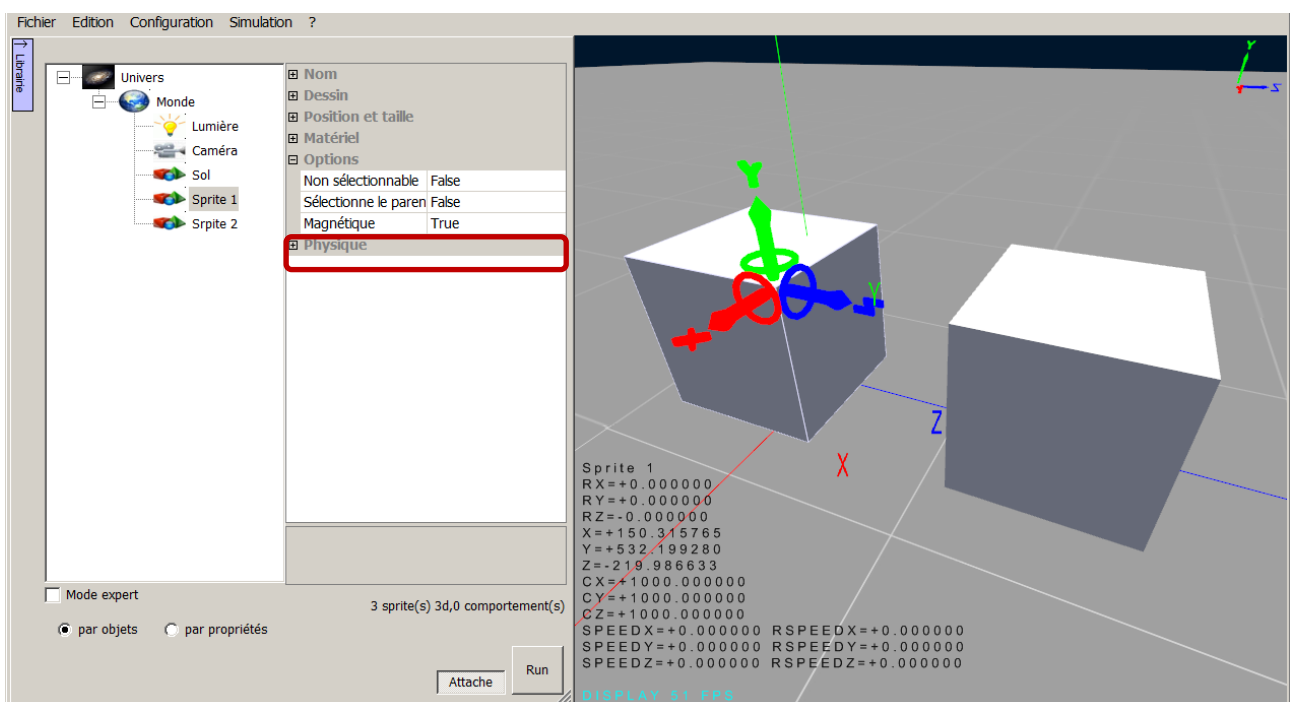 Fichier Edition Configuration Simulation ?
↑ Librairie
Univers
Monde
Lumière
Caméra
Sol
Sprite 1
Srpite 2
Nom
Dessin
Position et taille
Matériel
Options
Non sélectionnable False
Sélectionne le paren False
Magnétique True
Physique
Mode expert
3 sprite(s) 3d,0 comportement(s)
par objets par propriétés
Attache
Run
Y
Z
Y
Y
Z
X
Y
Z
X
Sprite 1
RX=+0.000000
RY=+0.000000
RZ=-0.000000
X=+150.315765
Y=+532.199280
Z=-219.986633
CX=+1000.000000
CY=+1000.000000
CZ=+1000.000000
SPEEDX=+0.000000 RSPEEDX=+0.000000
SPEEDY=+0.000000 RSPEEDY=+0.000000
SPEEDZ=+0.000000 RSPEEDZ=+0.000000
DISPLAY 51 FPS